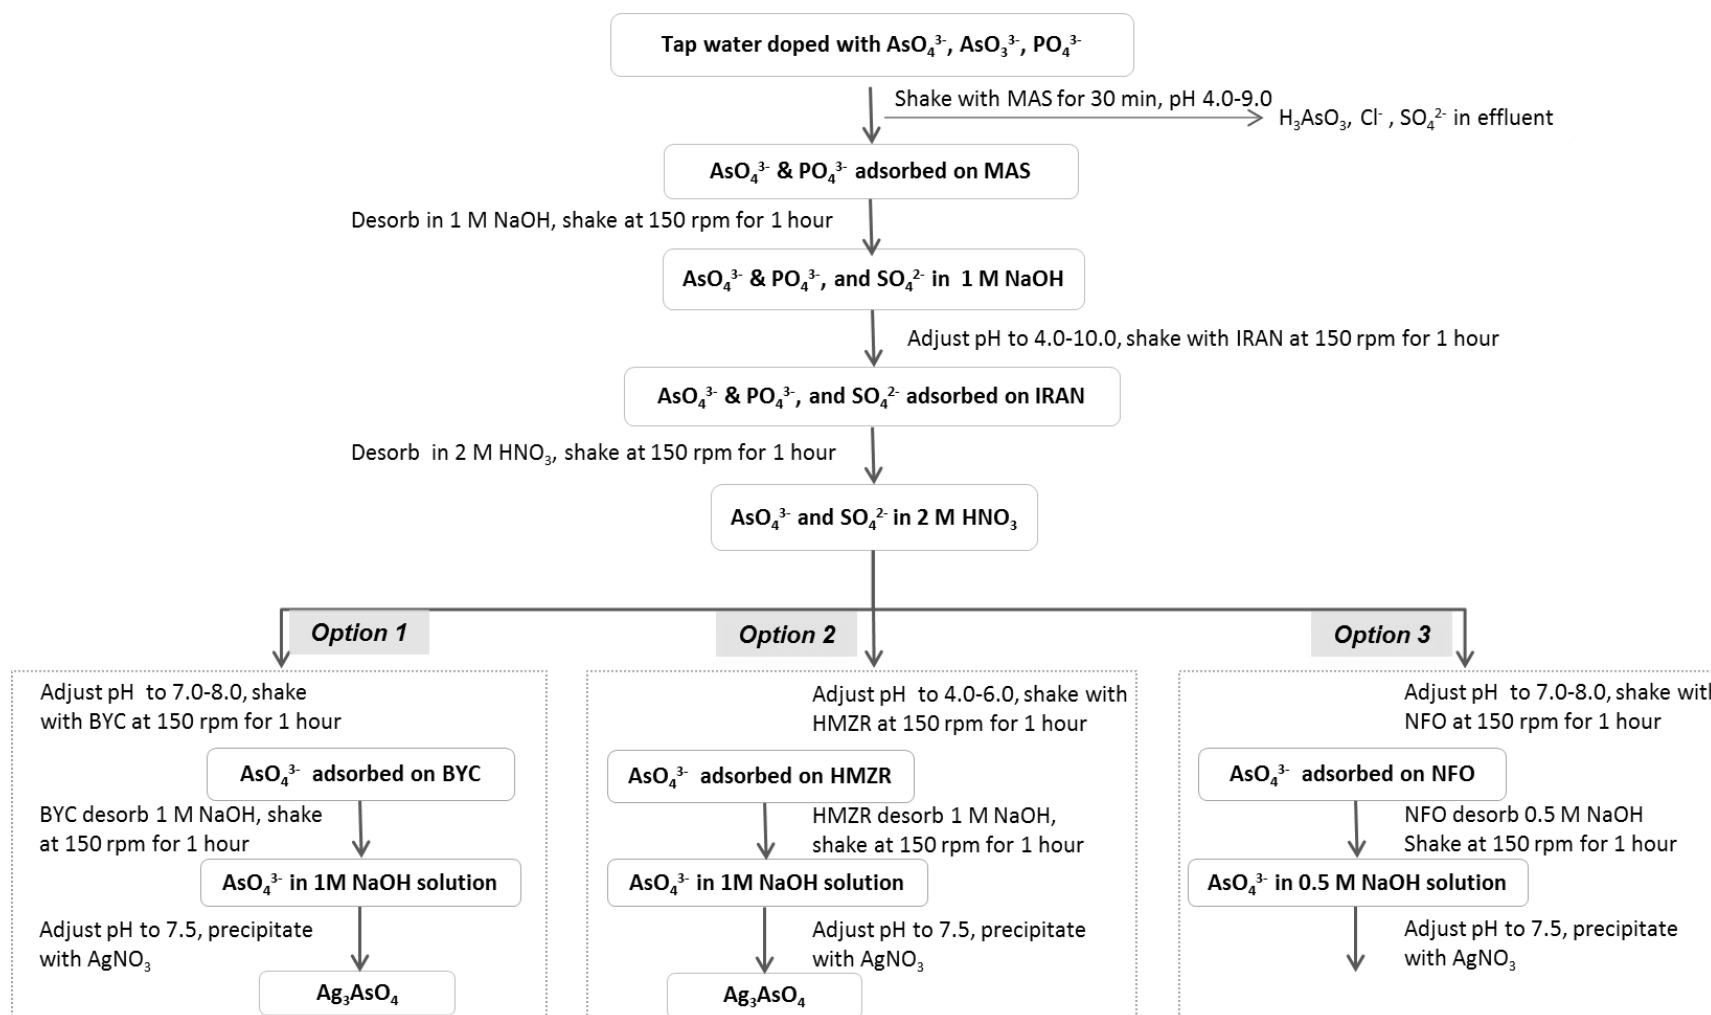 Tap water doped with AsO₄³⁻, AsO₃³⁻, PO₄³⁻
Shake with MAS for 30 min, pH 4.0-9.0
H₃AsO₃, Cl⁻ , SO₄²⁻ in effluent
AsO₄³⁻ & PO₄³⁻ adsorbed on MAS
Desorb in 1 M NaOH, shake at 150 rpm for 1 hour
AsO₄³⁻ & PO₄³⁻, and SO₄²⁻ in 1 M NaOH
Adjust pH to 4.0-10.0, shake with IRAN at 150 rpm for 1 hour
AsO₄³⁻ & PO₄³⁻, and SO₄²⁻ adsorbed on IRAN
Desorb in 2 M HNO₃, shake at 150 rpm for 1 hour
AsO₄³⁻ and SO₄²⁻ in 2 M HNO₃
Option 1
Adjust pH to 7.0-8.0, shake
with BYC at 150 rpm for 1 hour
AsO₄³⁻ adsorbed on BYC
BYC desorb 1 M NaOH, shake
at 150 rpm for 1 hour
AsO₄³⁻ in 1M NaOH solution
Adjust pH to 7.5, precipitate
with AgNO₃
Ag₃AsO₄
Option 2
Adjust pH to 4.0-6.0, shake with
HMZR at 150 rpm for 1 hour
AsO₄³⁻ adsorbed on HMZR
HMZR desorb 1 M NaOH,
shake at 150 rpm for 1 hour
AsO₄³⁻ in 1M NaOH solution
Adjust pH to 7.5, precipitate
with AgNO₃
Ag₃AsO₄
Option 3
Adjust pH to 7.0-8.0, shake with
NFO at 150 rpm for 1 hour
AsO₄³⁻ adsorbed on NFO
NFO desorb 0.5 M NaOH
Shake at 150 rpm for 1 hour
AsO₄³⁻ in 0.5 M NaOH solution
Adjust pH to 7.5, precipitate
with AgNO₃